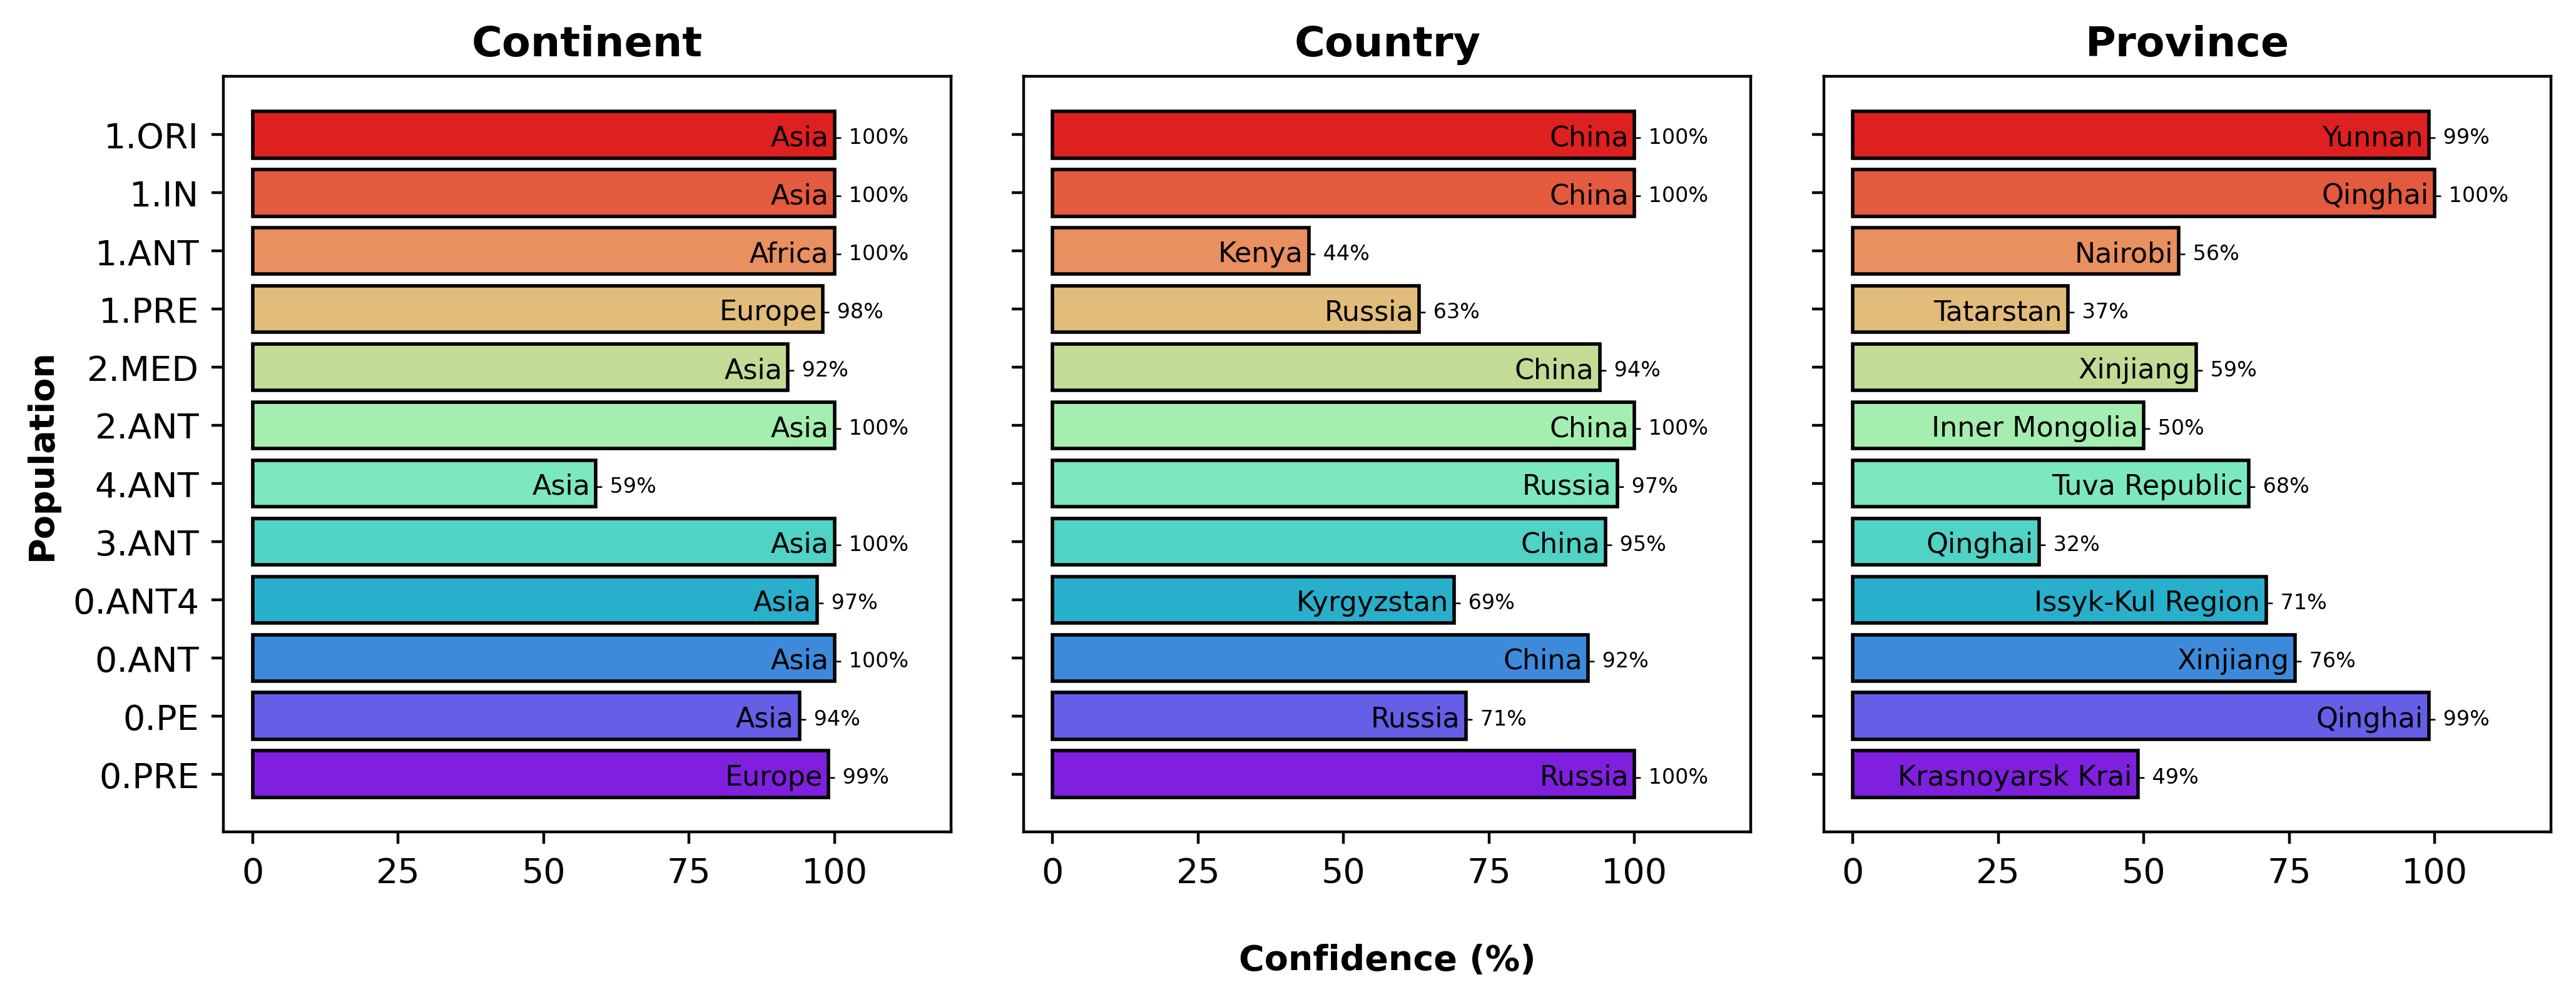 Continent Country Province
1.ORI Asia 100% China 100% Yunnan 99%
1.IN Asia 100% China 100% Qinghai 100%
1.ANT Africa 100% Kenya 44% Nairobi 56%
1.PRE Europe 98% Russia 63% Tatarstan 37%
2.MED Asia 92% China 94% Xinjiang 59%
2.ANT Asia 100% China 100% Inner Mongolia 50%
4.ANT Asia 59% Russia 97% Tuva Republic 68%
3.ANT Asia 100% China 95% Qinghai 32%
0.ANT4 Asia 97% Kyrgyzstan 69% Issyk-Kul Region 71%
0.ANT Asia 100% China 92% Xinjiang 76%
0.PE Asia 94% Russia 71% Qinghai 99%
0.PRE Europe 99% Russia 100% Krasnoyarsk Krai 49%
Population
0 25 50 75 100 0 25 50 75 100 0 25 50 75 100
Confidence (%)